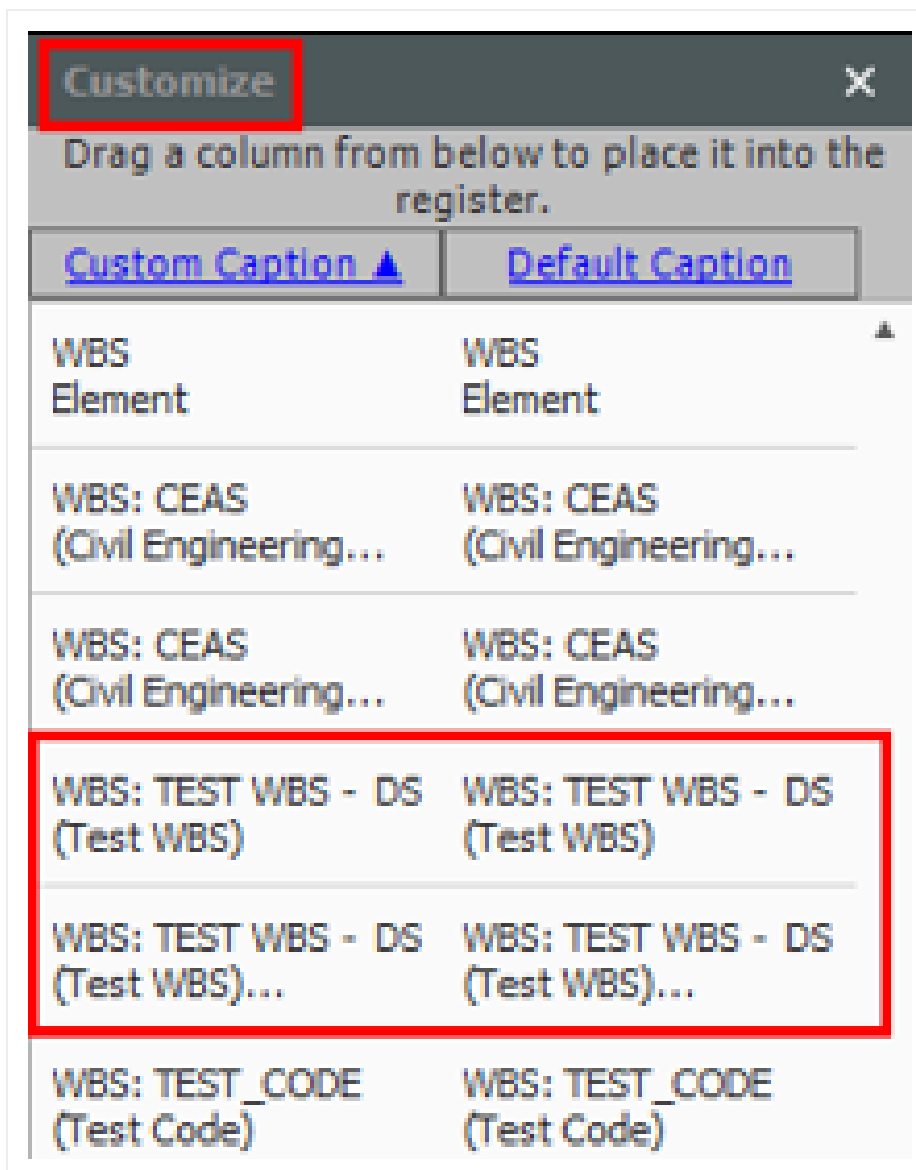 Customize
Drag a column from below to place it into the
register.
Custom Caption ▲ Default Caption
WBS WBS
Element Element
WBS: CEAS WBS: CEAS
(Civil Engineering... (Civil Engineering...
WBS: CEAS WBS: CEAS
(Civil Engineering... (Civil Engineering...
WBS: TEST WBS - DS WBS: TEST WBS - DS
(Test WBS) (Test WBS)
WBS: TEST WBS - DS WBS: TEST WBS - DS
(Test WBS)... (Test WBS)...
WBS: TEST_CODE WBS: TEST_CODE
(Test Code) (Test Code)